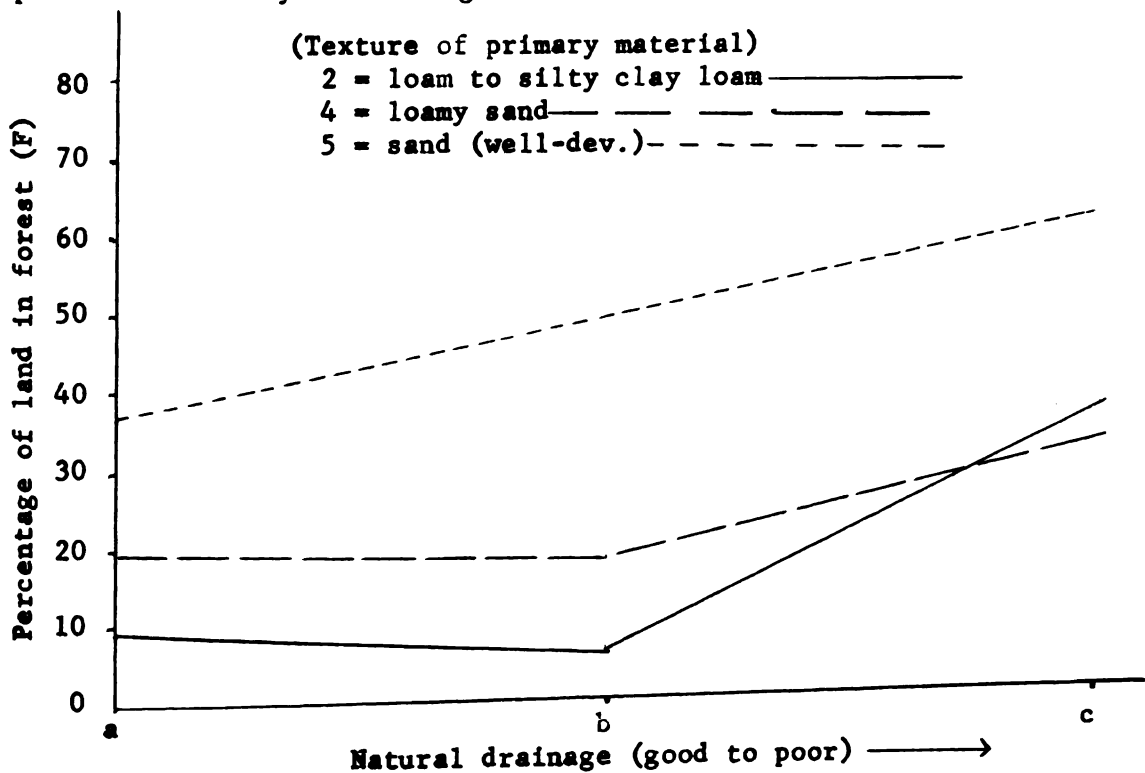 (Texture of primary material)
2 = loam to silty clay loam
4 = loamy sand
5 = sand (well-dev.)
Percentage of land in forest (F)
80
70
60
50
40
30
20
10
0
a
b
c
Natural drainage (good to poor)